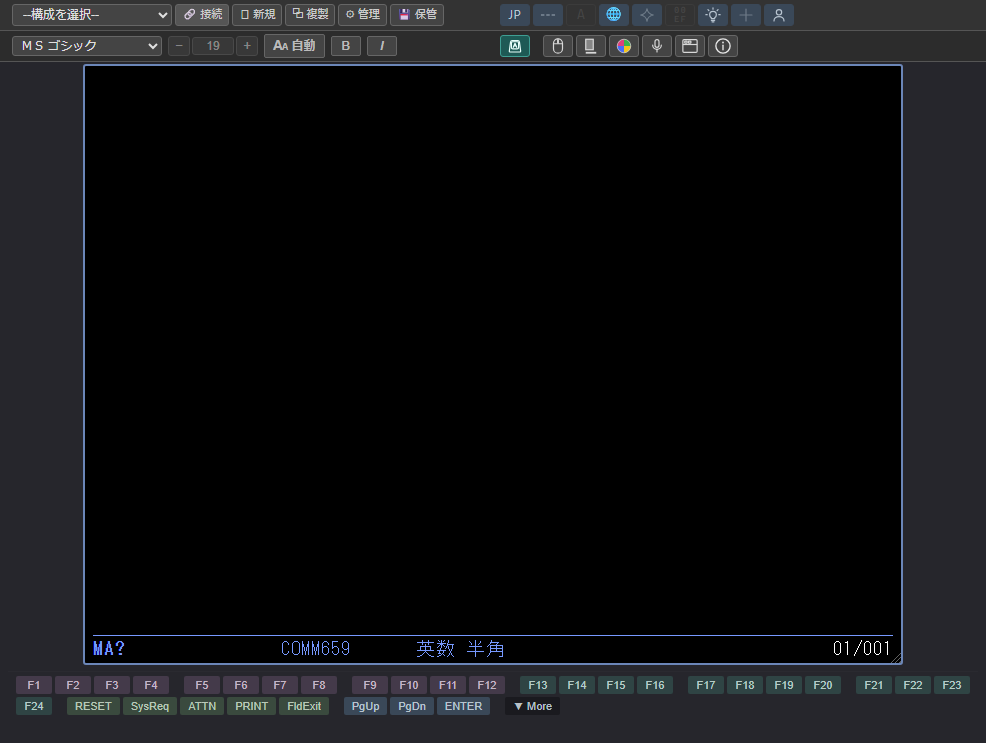 --構成を選択-- 接続 新規 複製 管理 保管 JP --- A
ＭＳ ゴシック − 19 + AA 自動 B I
MA? COMM659 英数 半角 01/001
F1 F2 F3 F4 F5 F6 F7 F8 F9 F10 F11 F12 F13 F14 F15 F16 F17 F18 F19 F20 F21 F22 F23
F24 RESET SysReq ATTN PRINT FldExit PgUp PgDn ENTER ▼ More